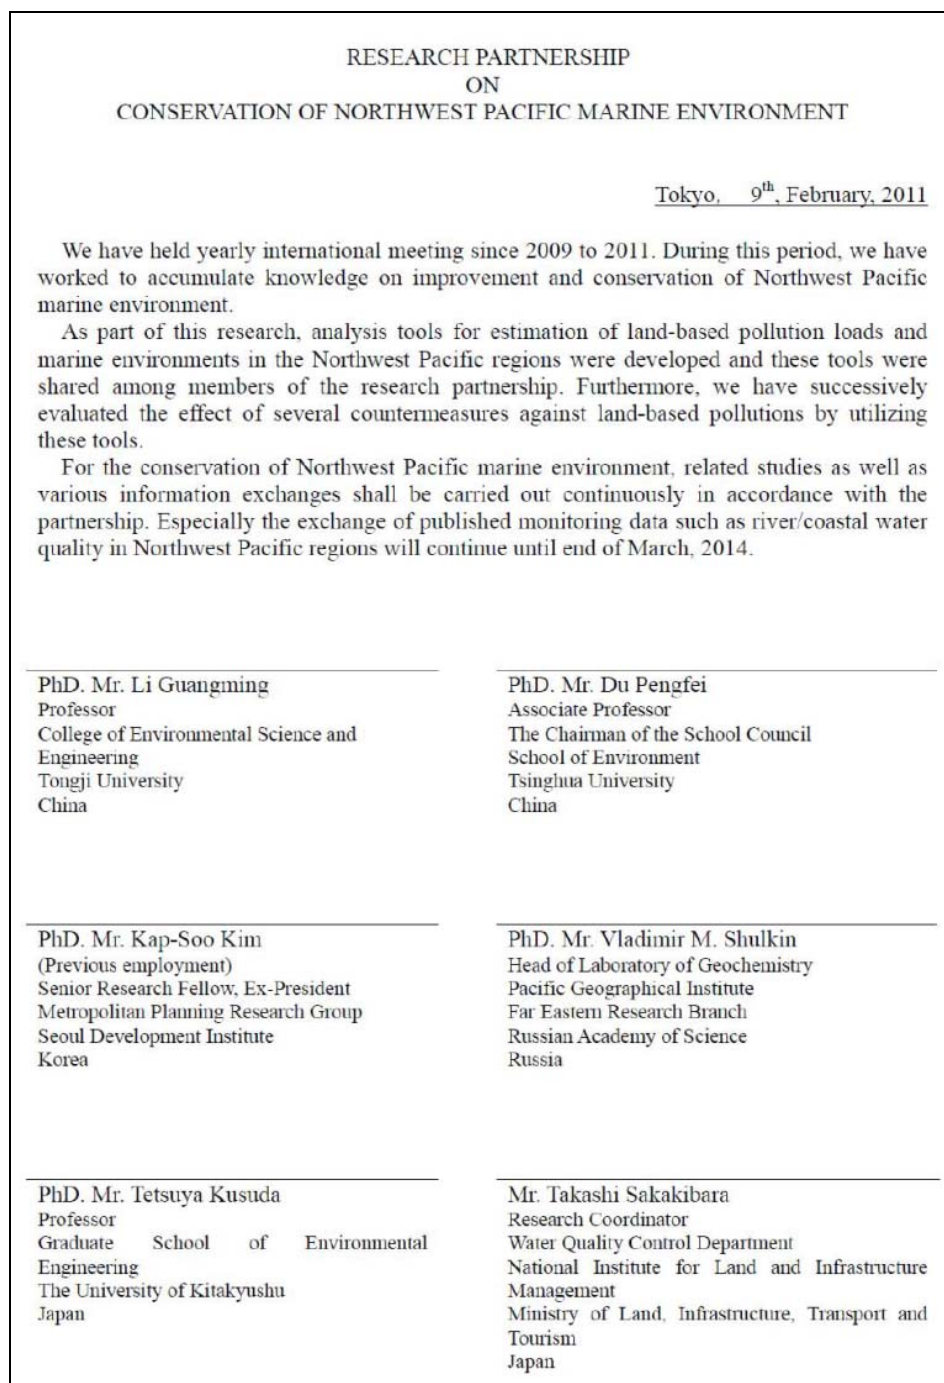 RESEARCH PARTNERSHIP
ON
CONSERVATION OF NORTHWEST PACIFIC MARINE ENVIRONMENT
Tokyo, 9th, February, 2011
We have held yearly international meeting since 2009 to 2011. During this period, we have
worked to accumulate knowledge on improvement and conservation of Northwest Pacific
marine environment.
As part of this research, analysis tools for estimation of land-based pollution loads and
marine environments in the Northwest Pacific regions were developed and these tools were
shared among members of the research partnership. Furthermore, we have successively
evaluated the effect of several countermeasures against land-based pollutions by utilizing
these tools.
For the conservation of Northwest Pacific marine environment, related studies as well as
various information exchanges shall be carried out continuously in accordance with the
partnership. Especially the exchange of published monitoring data such as river/coastal water
quality in Northwest Pacific regions will continue until end of March, 2014.
PhD. Mr. Li Guangming
Professor
College of Environmental Science and
Engineering
Tongji University
China
PhD. Mr. Du Pengfei
Associate Professor
The Chairman of the School Council
School of Environment
Tsinghua University
China
PhD. Mr. Kap-Soo Kim
(Previous employment)
Senior Research Fellow, Ex-President
Metropolitan Planning Research Group
Seoul Development Institute
Korea
PhD. Mr. Vladimir M. Shulkin
Head of Laboratory of Geochemistry
Pacific Geographical Institute
Far Eastern Research Branch
Russian Academy of Science
Russia
PhD. Mr. Tetsuya Kusuda
Professor
Graduate School of Environmental
Engineering
The University of Kitakyushu
Japan
Mr. Takashi Sakakibara
Research Coordinator
Water Quality Control Department
National Institute for Land and Infrastructure
Management
Ministry of Land, Infrastructure, Transport and
Tourism
Japan